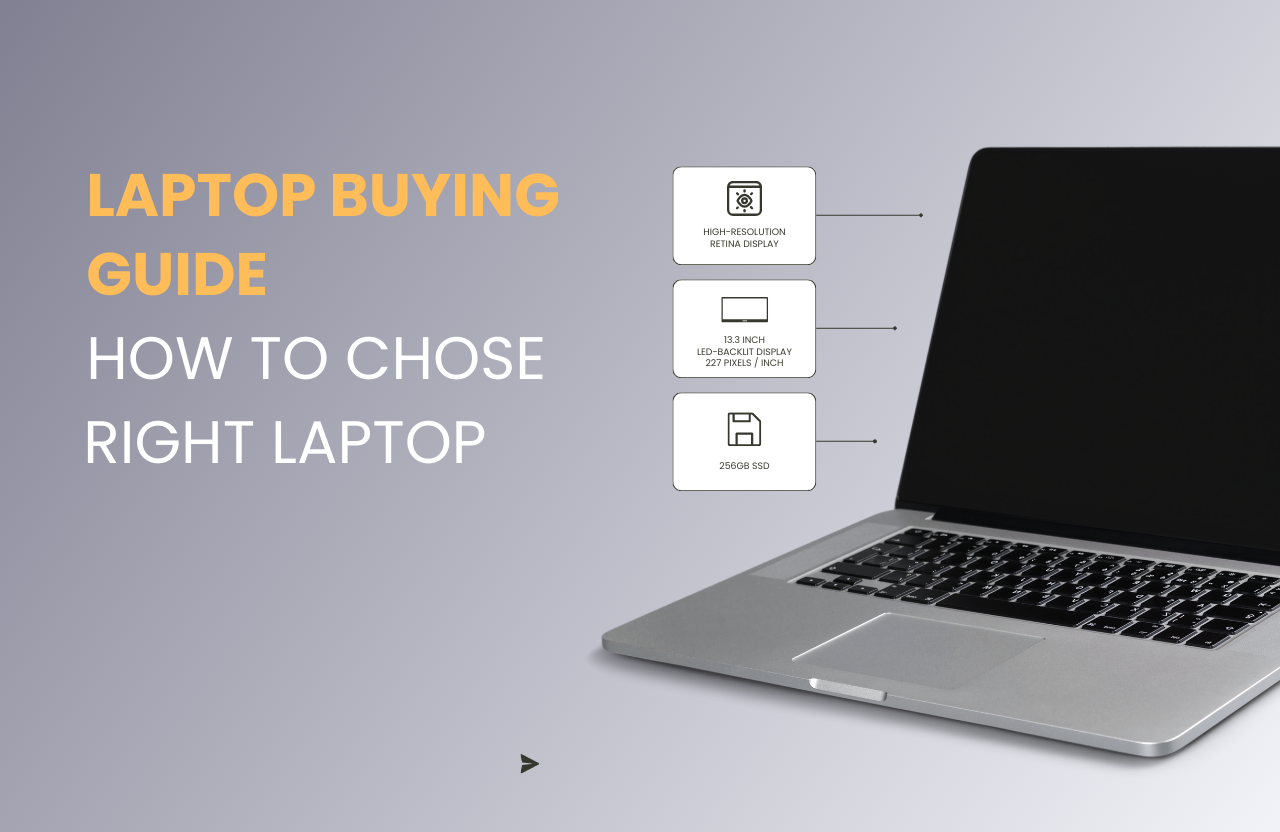 LAPTOP BUYING
GUIDE
HOW TO CHOSE
RIGHT LAPTOP
HIGH-RESOLUTION
RETINA DISPLAY
13.3 INCH
LED-BACKLIT DISPLAY
227 PIXELS / INCH
256GB SSD